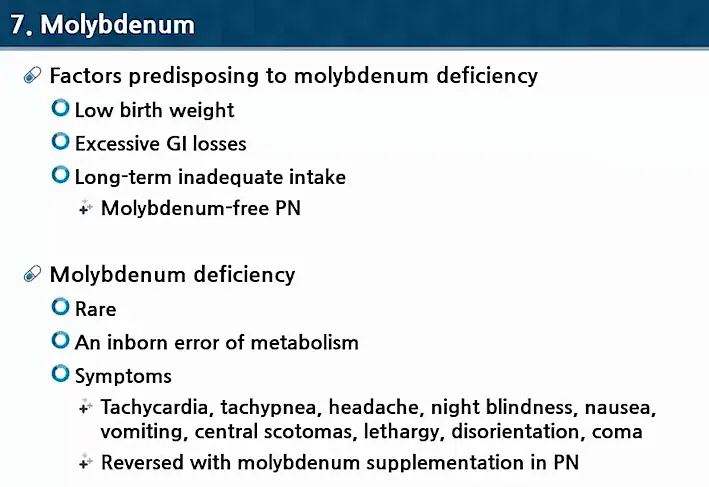 7. Molybdenum
Factors predisposing to molybdenum deficiency
Low birth weight
Excessive GI losses
Long-term inadequate intake
Molybdenum-free PN
Molybdenum deficiency
Rare
An inborn error of metabolism
Symptoms
Tachycardia, tachypnea, headache, night blindness, nausea,
vomiting, central scotomas, lethargy, disorientation, coma
Reversed with molybdenum supplementation in PN